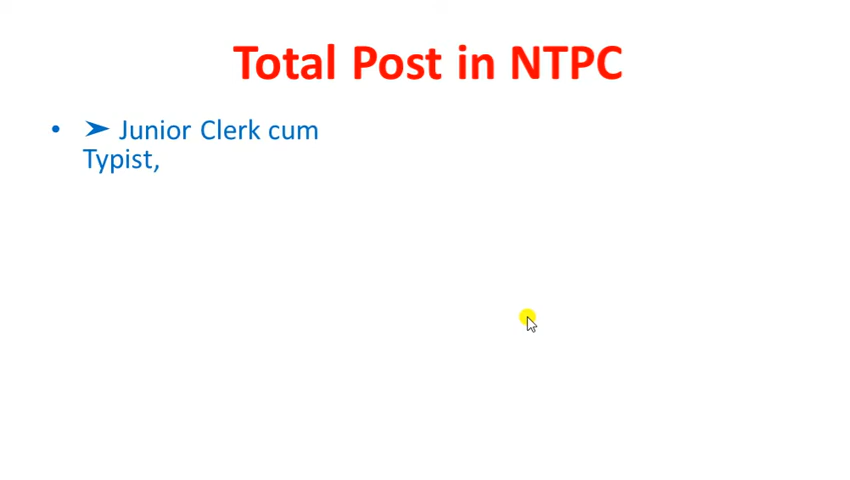 Total Post in NTPC
• ➤ Junior Clerk cum
Typist,